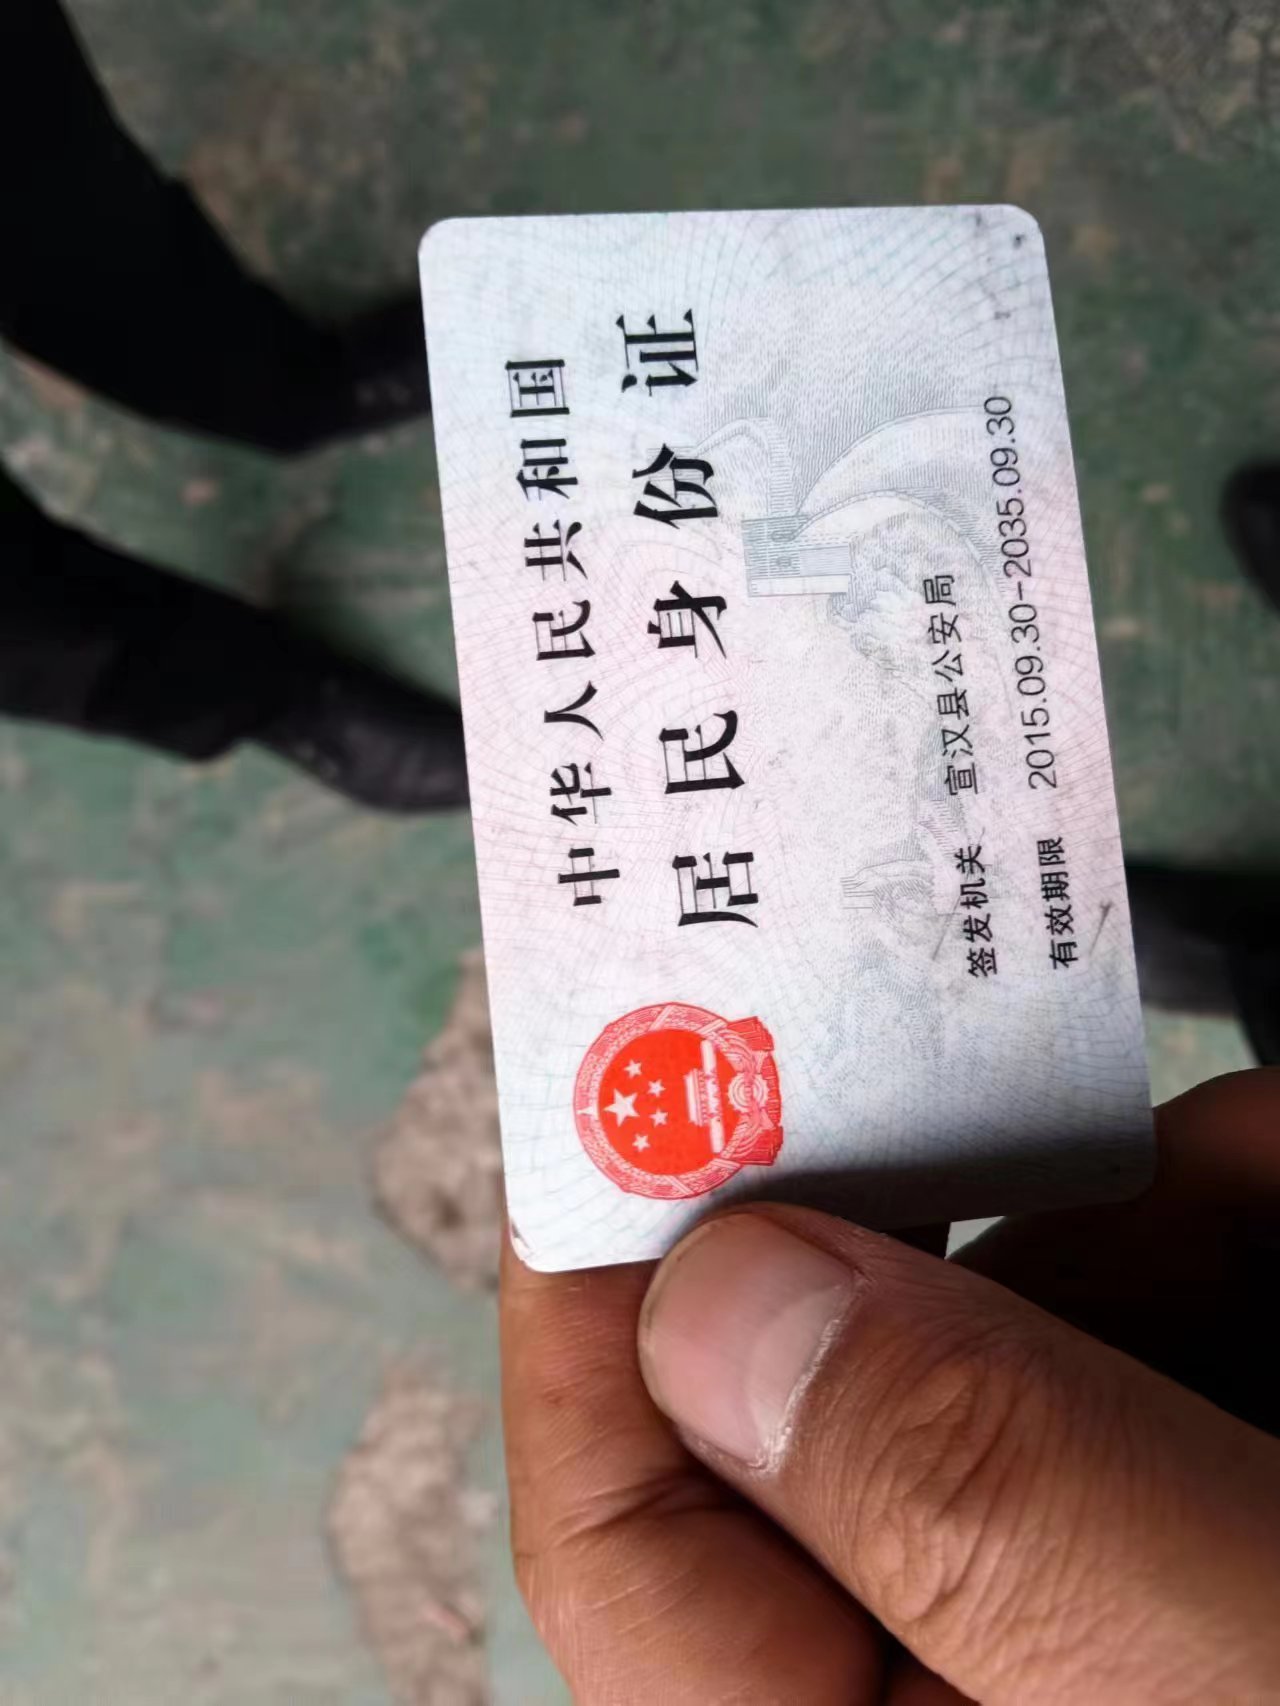 中华人民共和国
居民身份证
签发机关 宣汉县公安局
有效期限 2015.09.30-2035.09.30